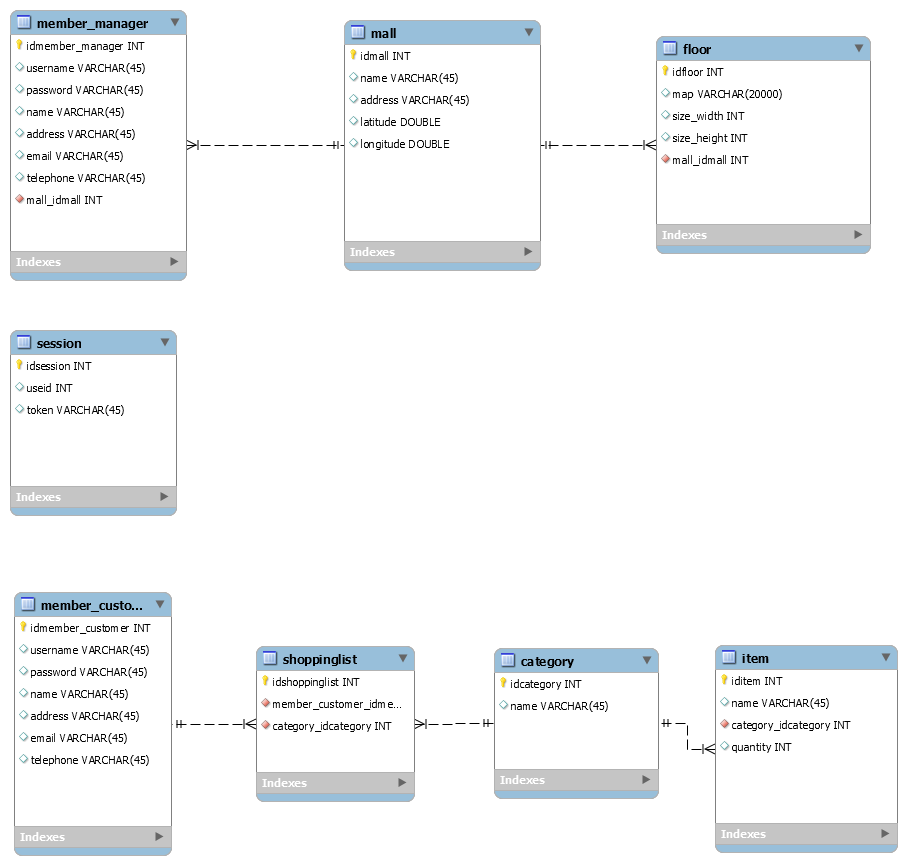 member_manager
idmember_manager INT
username VARCHAR(45)
password VARCHAR(45)
name VARCHAR(45)
address VARCHAR(45)
email VARCHAR(45)
telephone VARCHAR(45)
mall_idmall INT
Indexes
mall
idmall INT
name VARCHAR(45)
address VARCHAR(45)
latitude DOUBLE
longitude DOUBLE
Indexes
floor
idfloor INT
map VARCHAR(20000)
size_width INT
size_height INT
mall_idmall INT
Indexes
session
idsession INT
useid INT
token VARCHAR(45)
Indexes
member_custo...
idmember_customer INT
username VARCHAR(45)
password VARCHAR(45)
name VARCHAR(45)
address VARCHAR(45)
email VARCHAR(45)
telephone VARCHAR(45)
Indexes
shoppinglist
idshoppinglist INT
member_customer_idme...
category_idcategory INT
Indexes
category
idcategory INT
name VARCHAR(45)
Indexes
item
iditem INT
name VARCHAR(45)
category_idcategory INT
quantity INT
Indexes